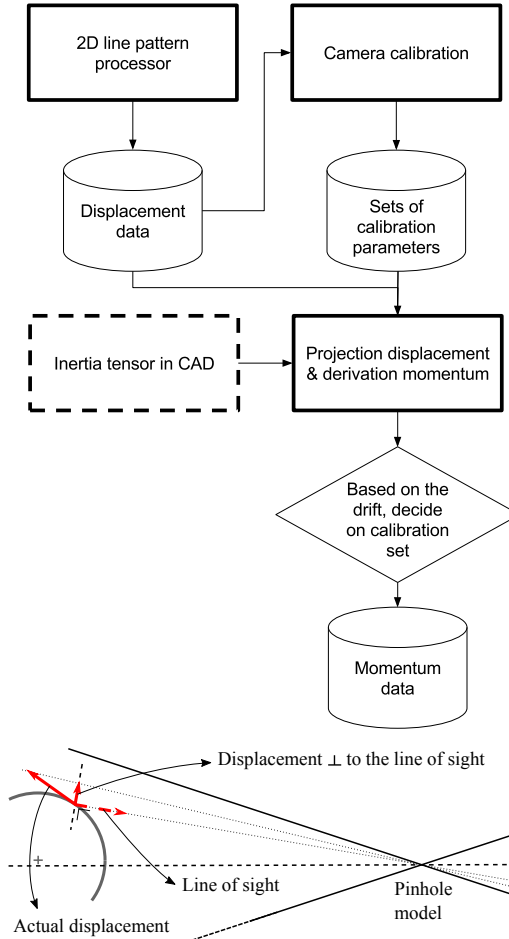 2D line pattern
processor
Camera calibration
Displacement
data
Sets of
calibration
parameters
Inertia tensor in CAD
Projection displacement
& derivation momentum
Based on the
drift, decide
on calibration
set
Momentum
data
Displacement ⊥ to the line of sight
Line of sight
Pinhole
model
Actual displacement